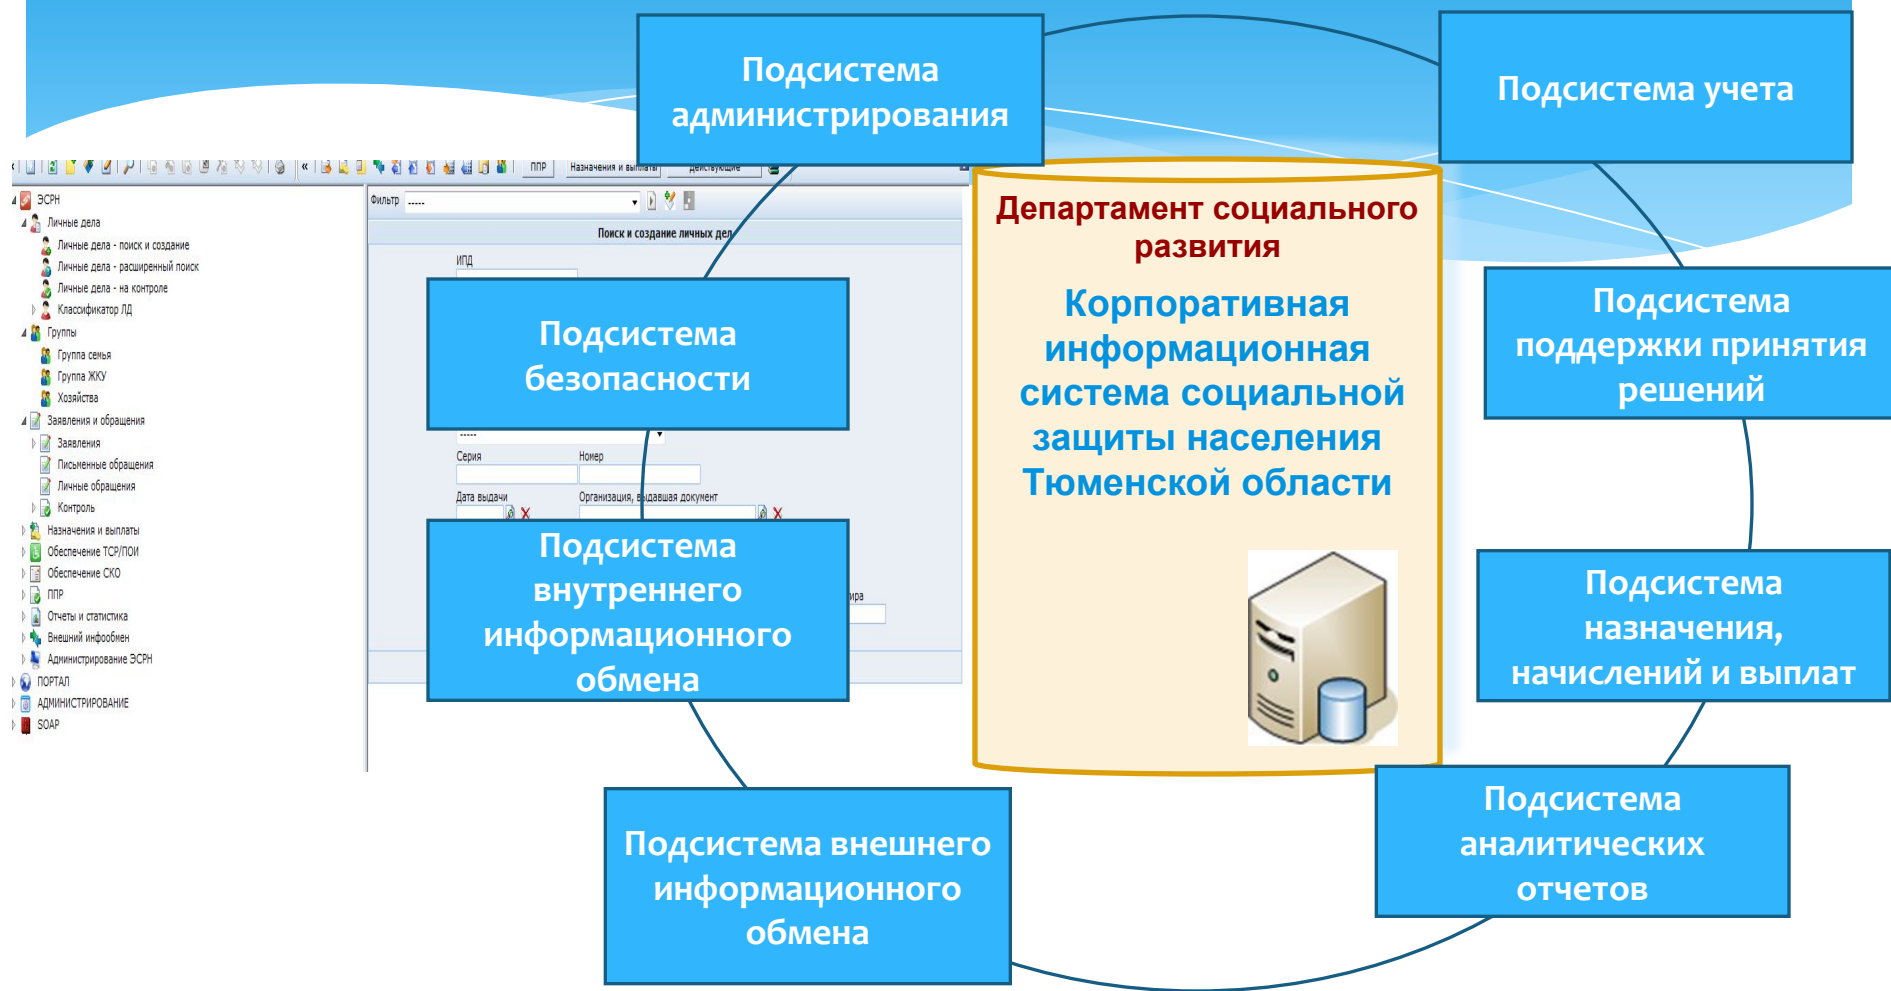 Подсистема
администрирования
Подсистема учета
ППР
Назначения и выплаты
Действующие
ЭСРН
Личные дела
Личные дела - поиск и создание
Личные дела - расширенный поиск
Личные дела - на контроле
Классификатор ЛД
Группы
Группа семья
Группа ЖКУ
Хозяйства
Заявления и обращения
Заявления
Письменные обращения
Личные обращения
Контроль
Назначения и выплаты
Обеспечение ТСР/ПОИ
Обеспечение СКО
ППР
Отчеты и статистика
Внешний инфообмен
Администрирование ЭСРН
ПОРТАЛ
АДМИНИСТРИРОВАНИЕ
SOAP
Фильтр -----
Поиск и создание личных дел
ИПД
Подсистема
безопасности
-----
Серия Номер
Дата выдачи Организация, выдавшая документ
Подсистема
внутреннего
информационного
обмена
Подсистема внешнего
информационного
обмена
Департамент социального
развития
Корпоративная
информационная
система социальной
защиты населения
Тюменской области
Подсистема
поддержки принятия
решений
Подсистема
назначения,
начислений и выплат
Подсистема
аналитических
отчетов